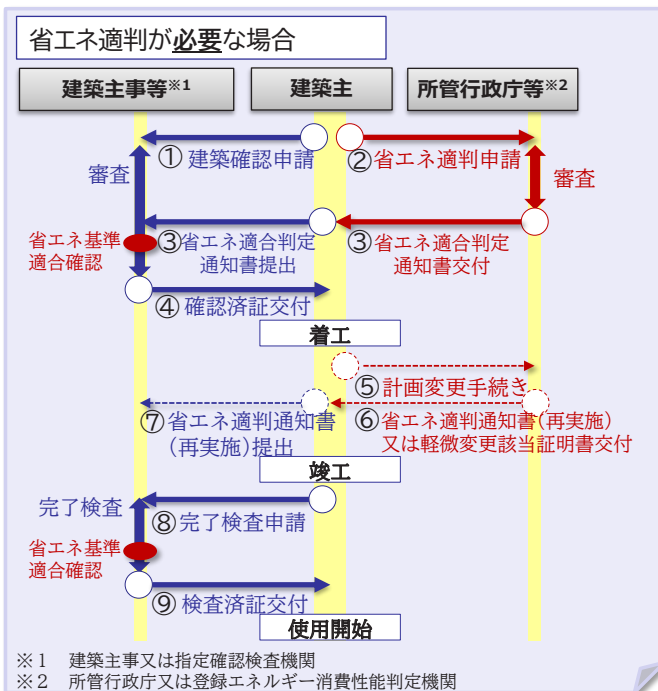 省エネ適判が必要な場合
建築主事等※1
建築主
所管行政庁等※2
① 建築確認申請
② 省エネ適判申請
審査
審査
省エネ基準
適合確認
③省エネ適合判定
通知書提出
③省エネ適合判定
通知書交付
④ 確認済証交付
着工
⑤ 計画変更手続き
⑦ 省エネ適判通知書
(再実施)提出
⑥ 省エネ適判通知書(再実施)
又は軽微変更該当証明書交付
竣工
完了検査
⑧ 完了検査申請
省エネ基準
適合確認
⑨ 検査済証交付
使用開始
※1 建築主事又は指定確認検査機関
※2 所管行政庁又は登録エネルギー消費性能判定機関